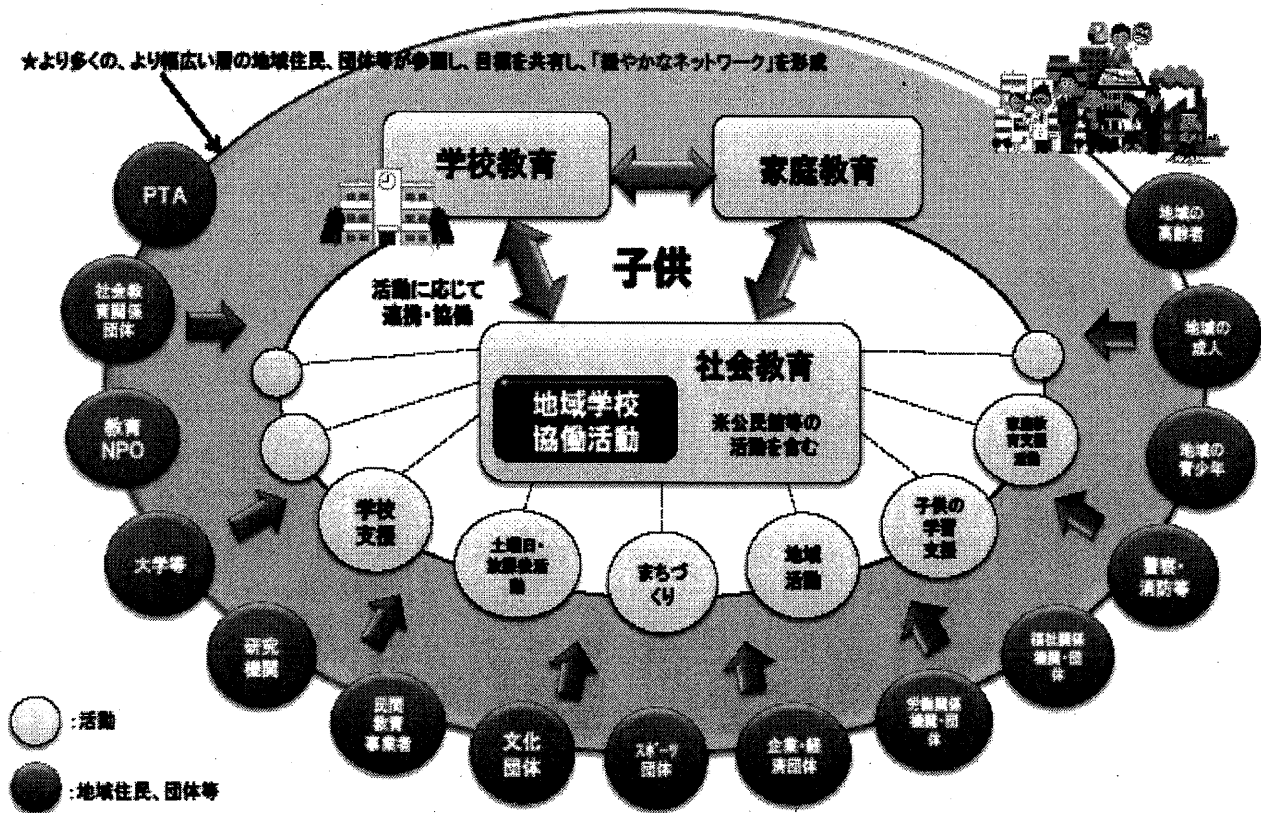 ★より多くの、より幅広い層の地域住民、団体等が参画し、目標を共有し、「緩やかなネットワーク」を形成
学校教育
家庭教育
PTA
地域の
高齢者
子供
社会教
育関係
団体
活動に応じて
連携・協働
地域の
成人
社会教育
地域学校
協働活動
※公民館等の
活動を含む
教育
NPO
家庭教
育支援
活動
地域の
青少年
学校
支援
子供の
学習
支援
大学等
土曜日・
放課後活
動
まちづ
くり
地域
活動
警察・
消防等
研究
機関
福祉関係
機関・団
体
民間
教育
事業者
文化
団体
スポーツ
団体
企業・経
済団体
労働関係
機関・団
体
:活動
:地域住民、団体等